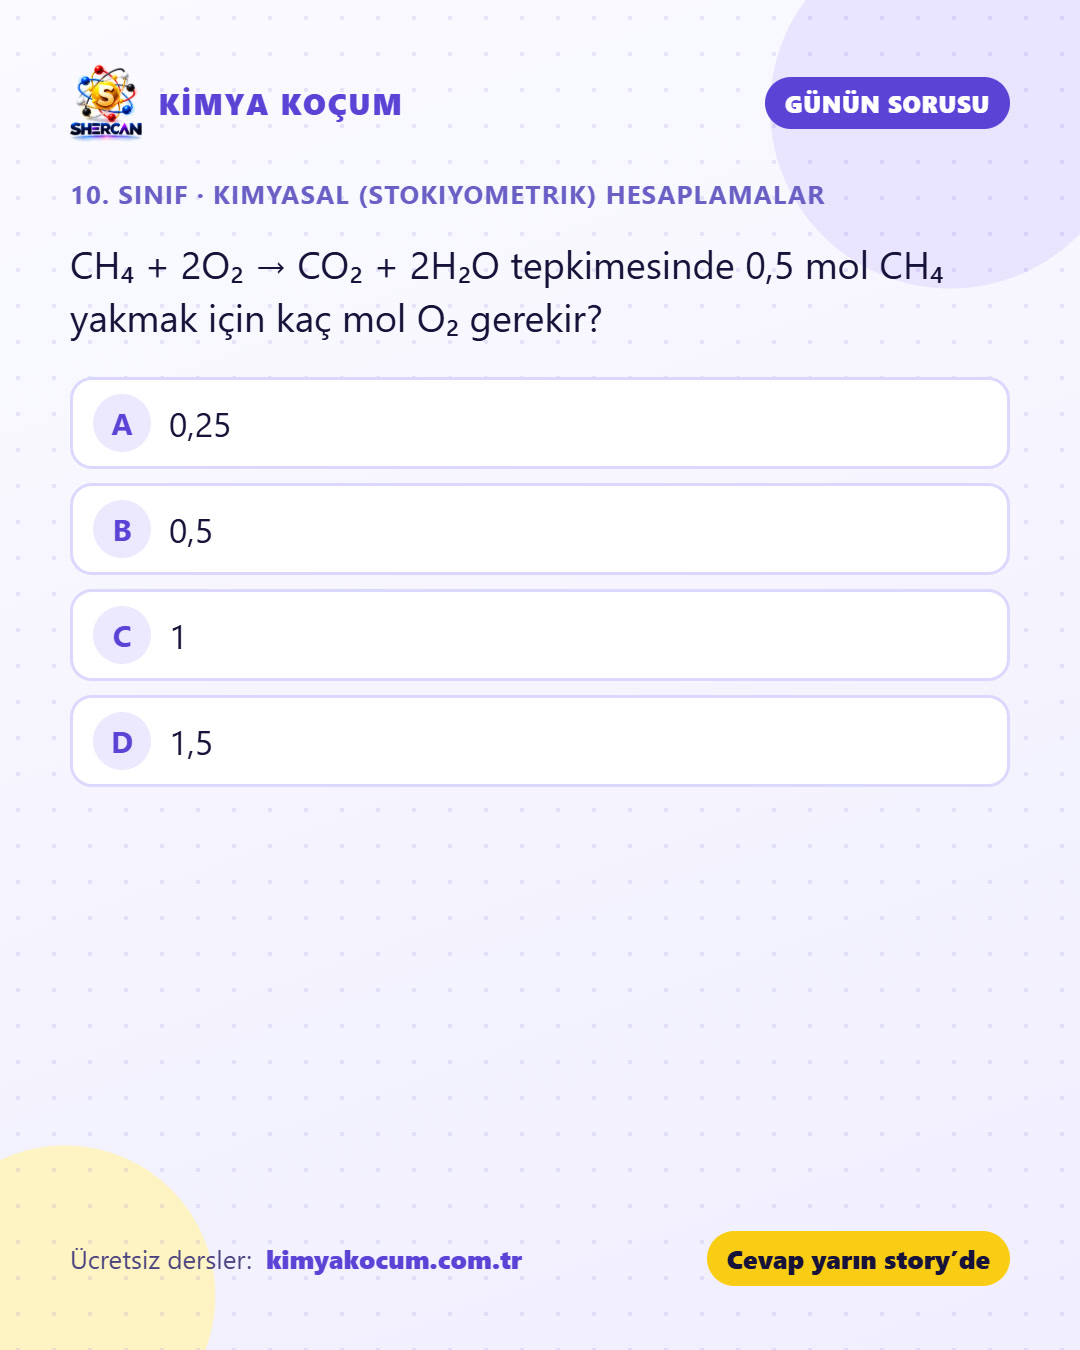 SHERCAN
KİMYA KOÇUM
GÜNÜN SORUSU
10. SINIF · KIMYASAL (STOKIYOMETRIK) HESAPLAMALAR
CH₄ + 2O₂ → CO₂ + 2H₂O tepkimesinde 0,5 mol CH₄
yakmak için kaç mol O₂ gerekir?
A 0,25
B 0,5
C 1
D 1,5
Ücretsiz dersler: kimyakocum.com.tr
Cevap yarın story′de